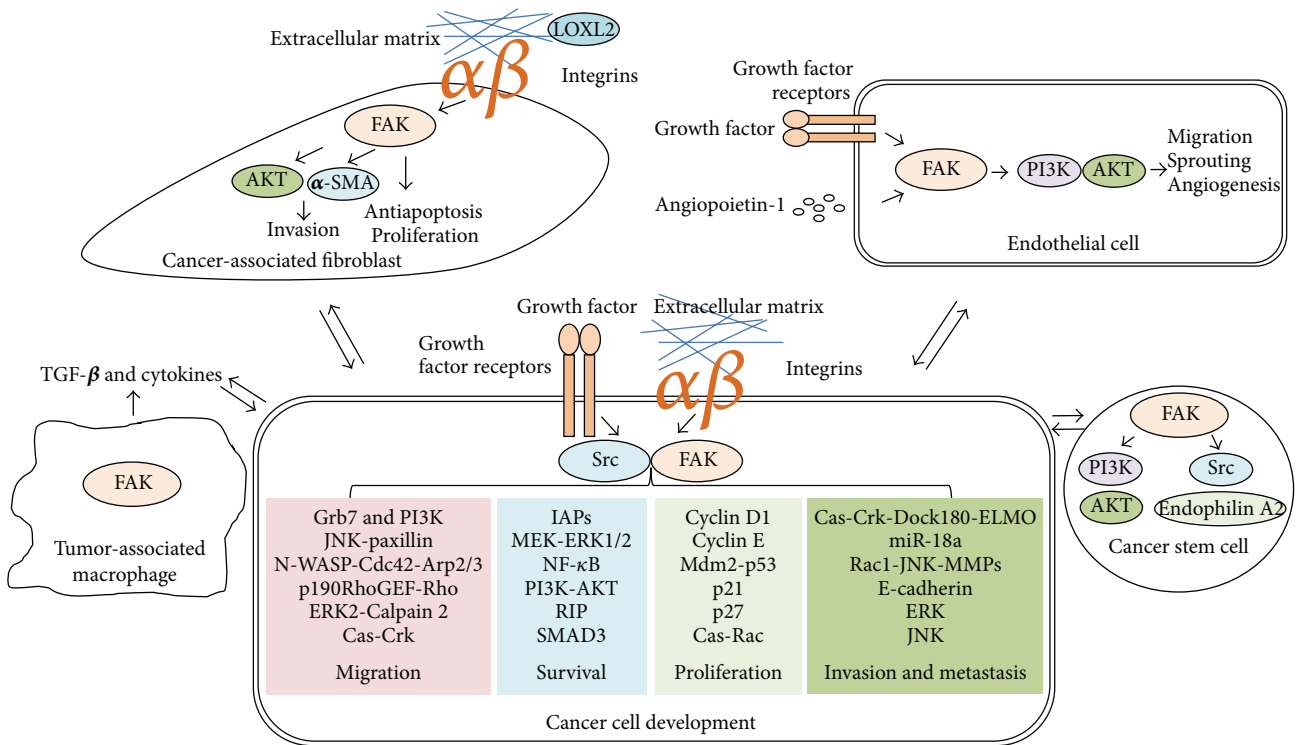 Extracellular matrix
LOXL2
αβ
Integrins
FAK
AKT
α-SMA
Antiapoptosis
Proliferation
Invasion
Cancer-associated fibroblast
Growth factor
receptors
Growth factor
Angiopoietin-1
FAK
PI3K
AKT
Migration
Sprouting
Angiogenesis
Endothelial cell
TGF-β and cytokines
FAK
Tumor-associated
macrophage
Growth factor
Extracellular matrix
Growth
factor receptors
αβ
Integrins
Src
FAK
Grb7 and PI3K
JNK-paxillin
N-WASP-Cdc42-Arp2/3
p190RhoGEF-Rho
ERK2-Calpain 2
Cas-Crk
Migration
IAPs
MEK-ERK1/2
NF-κB
PI3K-AKT
RIP
SMAD3
Survival
Cyclin D1
Cyclin E
Mdm2-p53
p21
p27
Cas-Rac
Proliferation
Cas-Crk-Dock180-ELMO
miR-18a
Rac1-JNK-MMPs
E-cadherin
ERK
JNK
Invasion and metastasis
Cancer cell development
FAK
PI3K
Src
AKT
Endophilin A2
Cancer stem cell